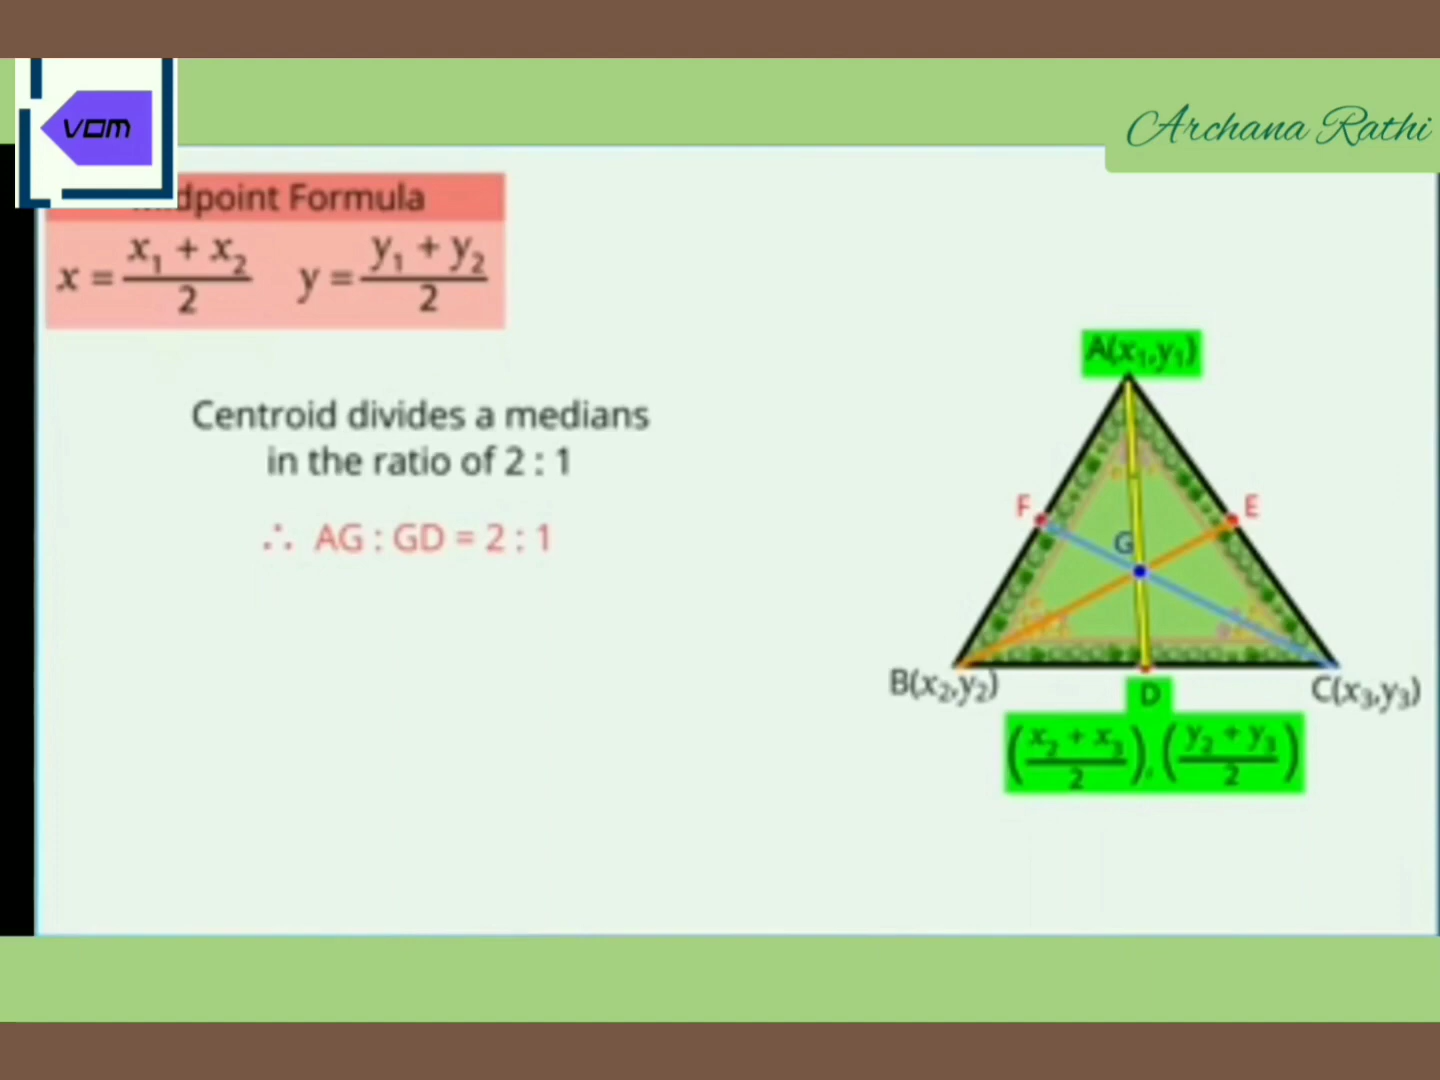 VOM
Archana Rathi
dpoint Formula
x = (x₁ + x₂)/2 y = (y₁ + y₂)/2
Centroid divides a medians
in the ratio of 2 : 1
∴ AG : GD = 2 : 1
A(x₁,y₁)
F
E
G
B(x₂,y₂)
D
C(x₃,y₃)
((x₂ + x₃)/2), ((y₂ + y₃)/2)